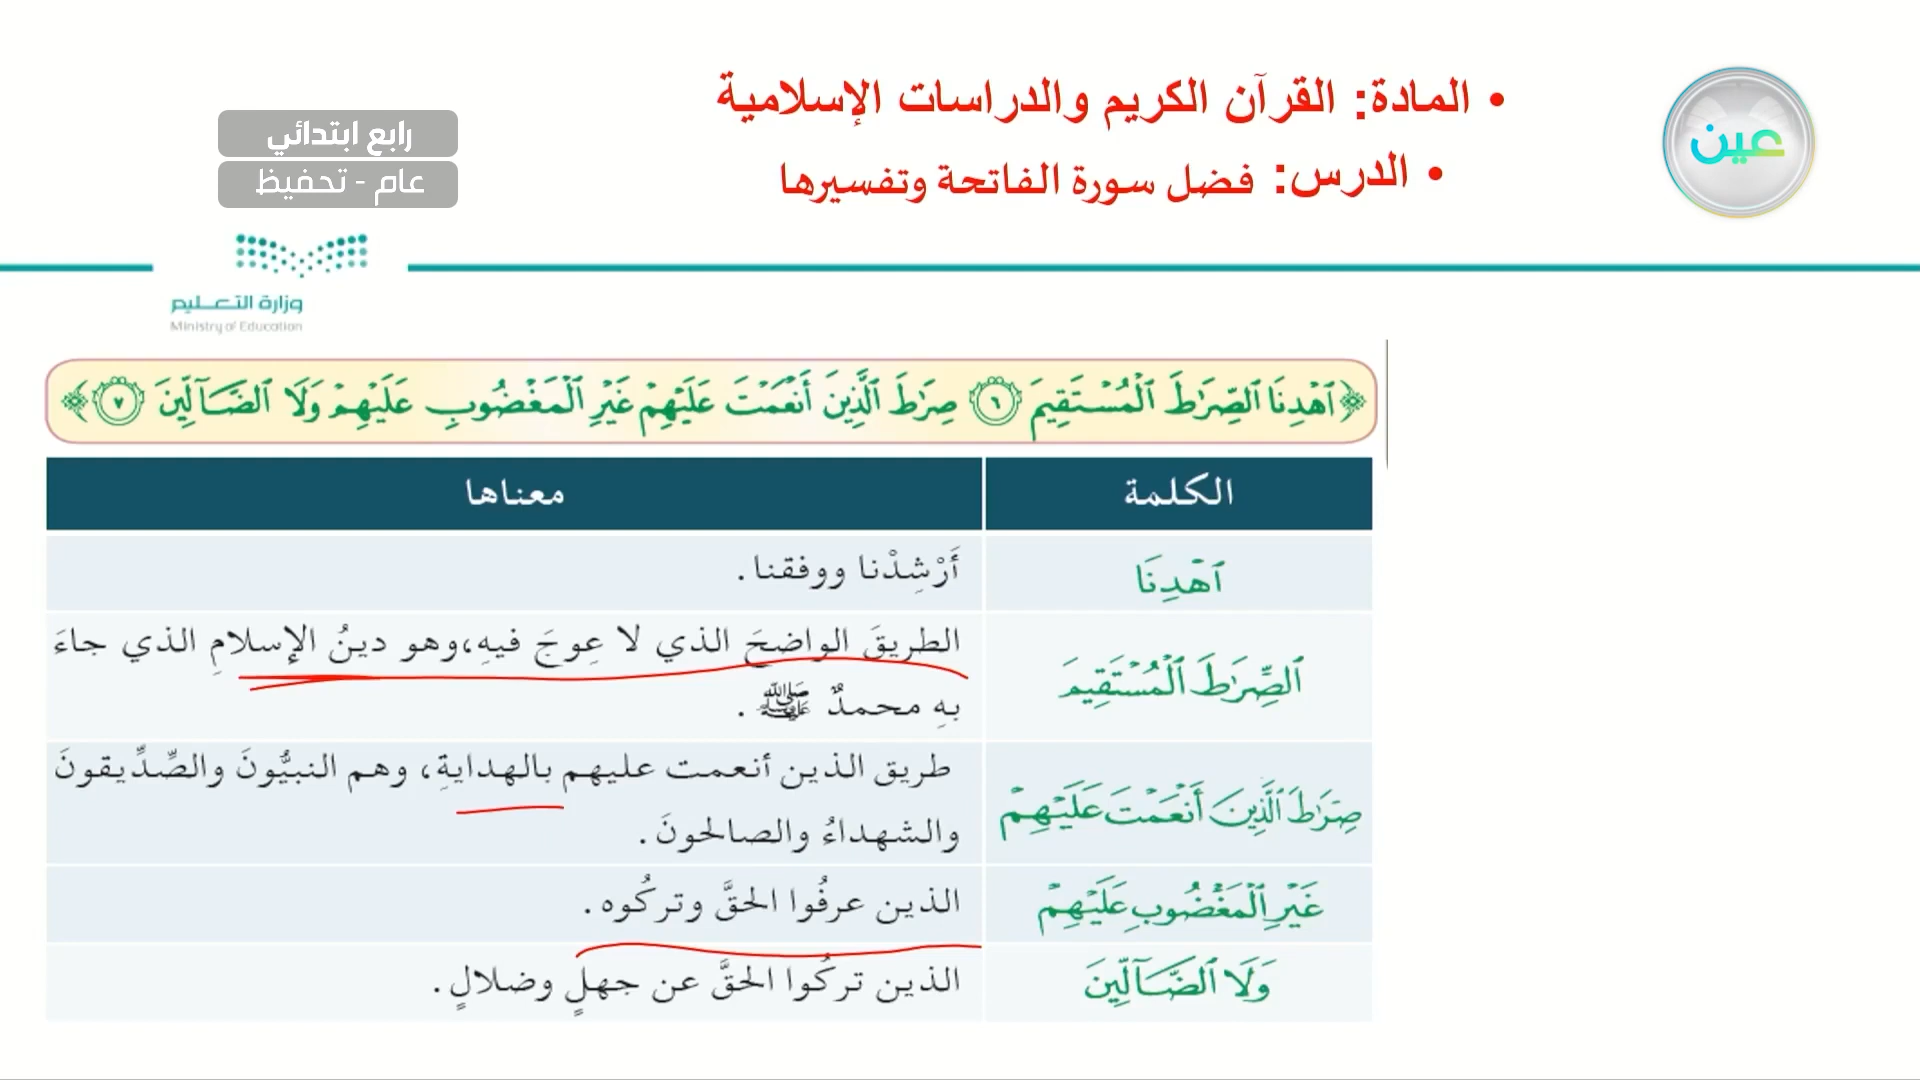 • المادة: القرآن الكريم والدراسات الإسلامية
• الدرس: فضل سورة الفاتحة وتفسيرها
عين
رابع ابتدائي
عام - تحفيظ
وزارة التعـــليم
Ministry of Education
﴿ٱهۡدِنَا ٱلصِّرَٰطَ ٱلۡمُسۡتَقِيمَ ٦ صِرَٰطَ ٱلَّذِينَ أَنۡعَمۡتَ عَلَيۡهِمۡ غَيۡرِ ٱلۡمَغۡضُوبِ عَلَيۡهِمۡ وَلَا ٱلضَّآلِّينَ ٧﴾
الكلمة معناها
ٱهۡدِنَا أَرْشِدْنا ووفقنا.
ٱلصِّرَٰطَ ٱلۡمُسۡتَقِيمَ الطريقَ الواضحَ الذي لا عِوجَ فيهِ،وهو دينُ الإسلامِ الذي جاءَ
بهِ محمدٌ ﷺ.
صِرَٰطَ ٱلَّذِينَ أَنۡعَمۡتَ عَلَيۡهِمۡ طريق الذين أنعمت عليهم بالهدايةِ، وهم النبيُّونَ والصِّدِّيقونَ
والشهداءُ والصالحونَ.
غَيۡرِ ٱلۡمَغۡضُوبِ عَلَيۡهِمۡ الذين عرفُوا الحقَّ وتركُوه.
وَلَا ٱلضَّآلِّينَ الذين تركُوا الحقَّ عن جهلٍ وضلالٍ.